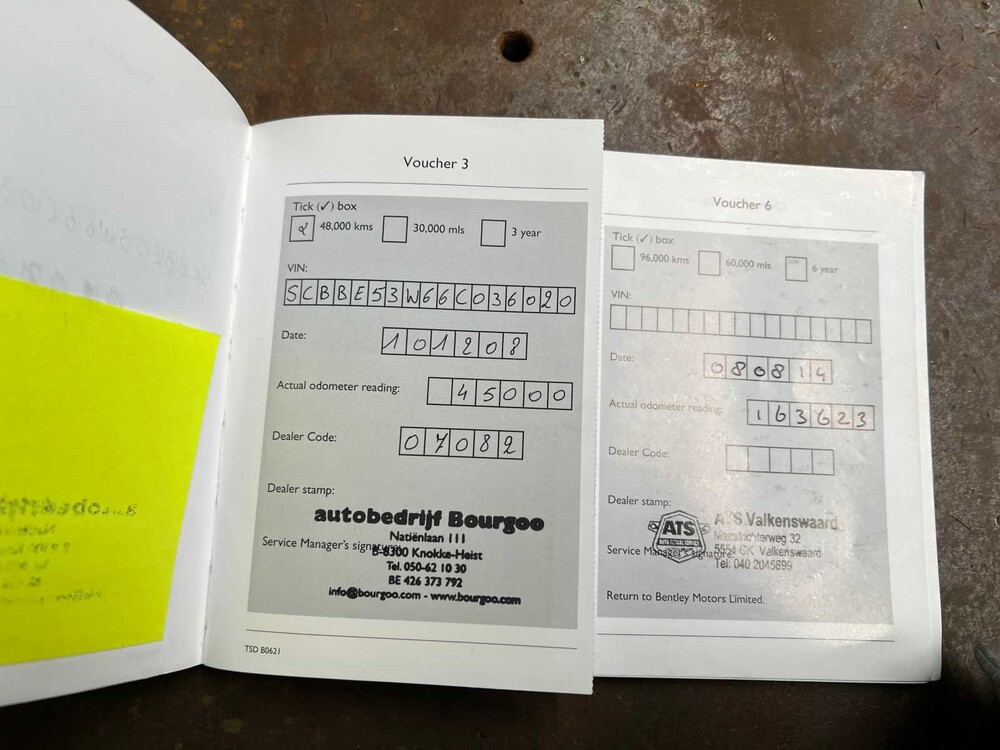 Voucher 3
Tick (✓) box
48,000 kms 30,000 mls 3 year
VIN:
SCBBE53W66C036020
Date: 101208
Actual odometer reading: 45000
Dealer Code: 07082
Dealer stamp:
autobedrijf Bourgoo
Natiënlaan 111
Service Manager's signature:
B-8300 Knokke-Heist
Tel. 050-62 10 30
BE 426 373 792
info@bourgoo.com - www.bourgoo.com
TSD B0621
Voucher 6
Tick (✓) box
96,000 kms 60,000 mls 6 year
VIN:
Date: 080814
Actual odometer reading: 163623
Dealer Code:
Dealer stamp:
ATS
ATS Valkenswaard
Maastrichterweg 32
Service Manager's signature:
5554 GK Valkenswaard
Tel: 040 2045699
Return to Bentley Motors Limited.